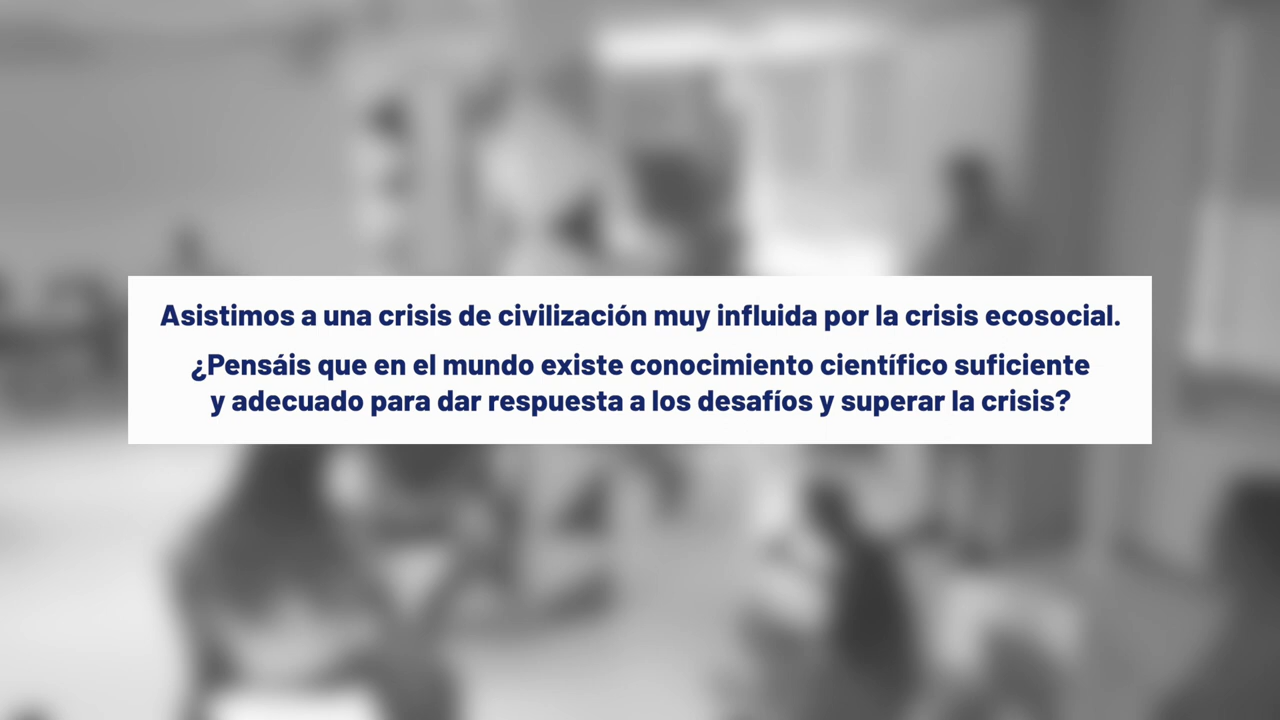 Asistimos a una crisis de civilización muy influida por la crisis ecosocial.
¿Pensáis que en el mundo existe conocimiento científico suficiente
y adecuado para dar respuesta a los desafíos y superar la crisis?